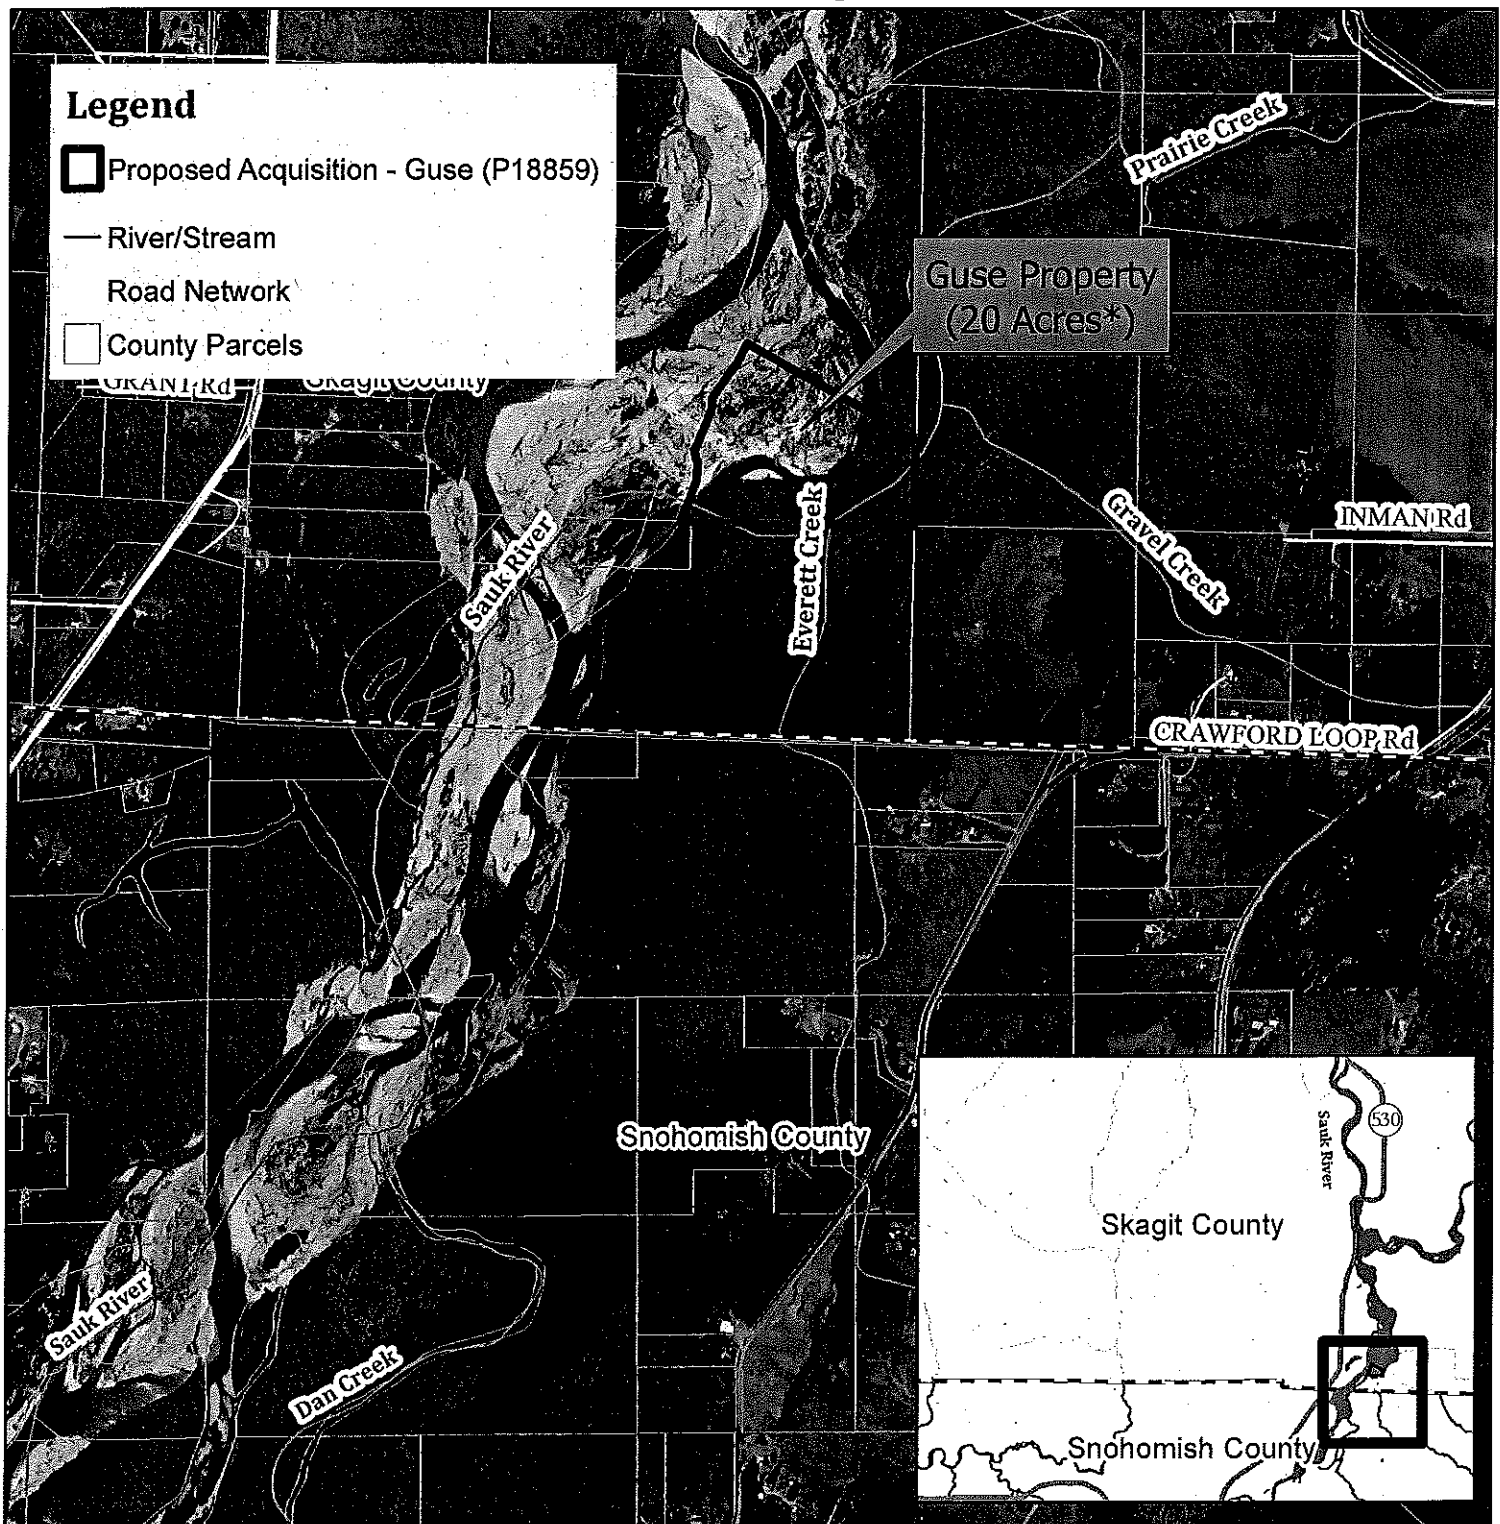 Legend
Proposed Acquisition - Guse (P18859)
River/Stream
Road Network
County Parcels
GRANT Rd
Skagit County
Prairie Creek
Guse Property
(20 Acres*)
Sauk River
Everett Creek
Gravel Creek
INMAN Rd
CRAWFORD LOOP Rd
Snohomish County
Sauk River
Dan Creek
530
Sauk River
Skagit County
Snohomish County